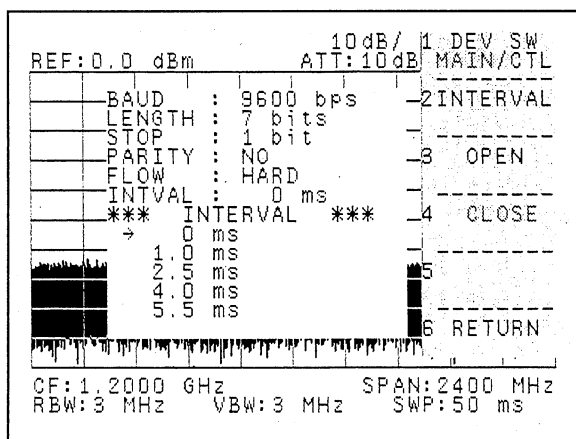 10dB/
REF:0.0 dBm ATT:10dB
BAUD : 9600 bps
LENGTH : 7 bits
STOP : 1 bit
PARITY : NO
FLOW : HARD
INTVAL : 0 ms
*** INTERVAL ***
→ 0 ms
1.0 ms
2.5 ms
4.0 ms
5.5 ms
1 DEV SW
MAIN/CTL
2INTERVAL
3 OPEN
4 CLOSE
5
6 RETURN
CF:1.2000 GHz SPAN:2400 MHz
RBW:3 MHz VBW:3 MHz SWP:50 ms